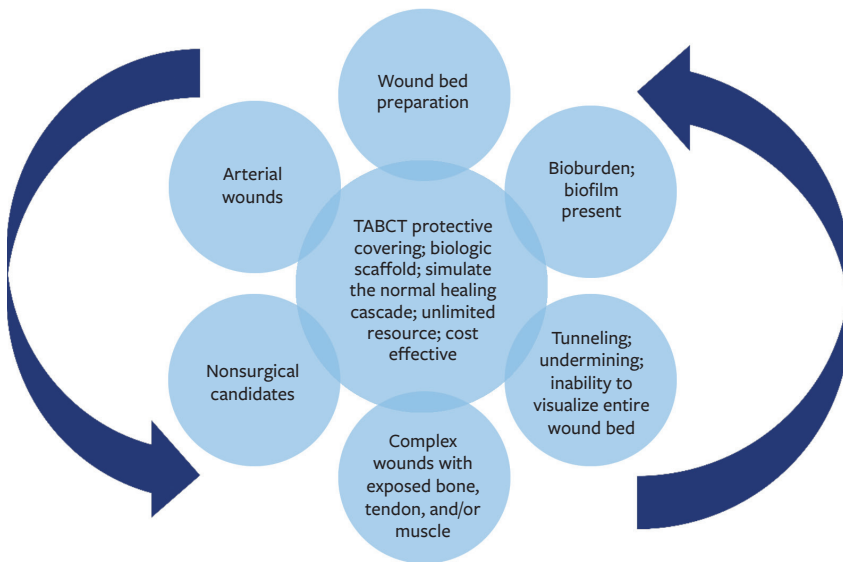 Wound bed
preparation
Arterial
wounds
Bioburden;
biofilm
present
TABCT protective
covering; biologic
scaffold; simulate
the normal healing
cascade; unlimited
resource; cost
effective
Nonsurgical
candidates
Tunneling;
undermining;
inability to
visualize entire
wound bed
Complex
wounds with
exposed bone,
tendon, and/or
muscle